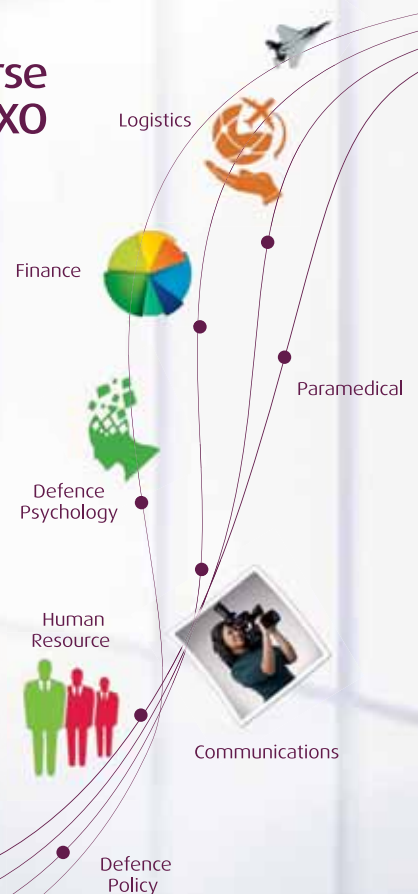 rse
XO
Logistics
Finance
Paramedical
Defence
Psychology
Human
Resource
Communications
Defence
Policy